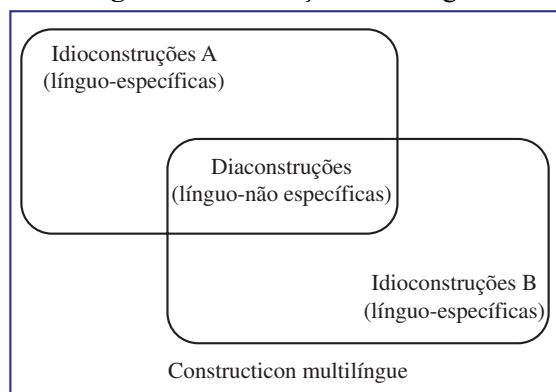 Idioconstruções A
(línguo-específicas)
Diaconstruções
(línguo-não específicas)
Idioconstruções B
(línguo-específicas)
Constructicon multilíngue